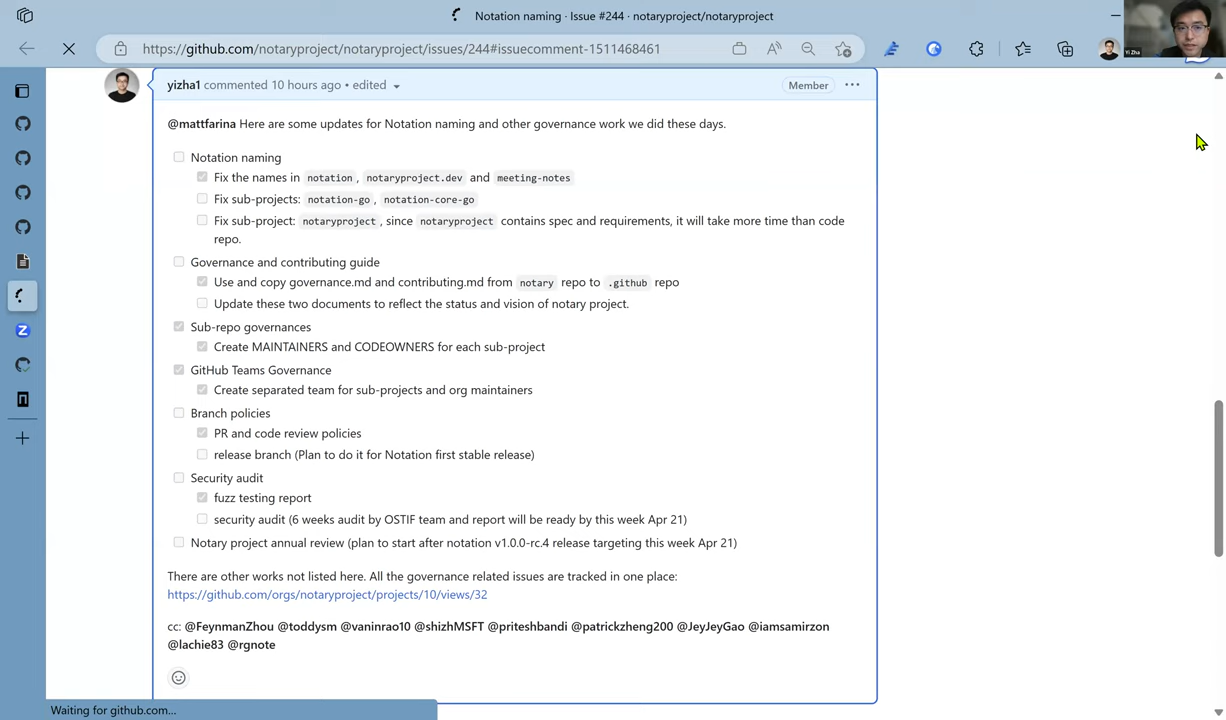 Notation naming · Issue #244 · notaryproject/notaryproject
https://github.com/notaryproject/notaryproject/issues/244#issuecomment-1511468461
Yi Zha
yizha1 commented 10 hours ago • edited
Member
@mattfarina Here are some updates for Notation naming and other governance work we did these days.
Notation naming
Fix the names in notation , notaryproject.dev and meeting-notes
Fix sub-projects: notation-go , notation-core-go
Fix sub-project: notaryproject , since notaryproject contains spec and requirements, it will take more time than code
repo.
Governance and contributing guide
Use and copy governance.md and contributing.md from notary repo to .github repo
Update these two documents to reflect the status and vision of notary project.
Sub-repo governances
Create MAINTAINERS and CODEOWNERS for each sub-project
GitHub Teams Governance
Create separated team for sub-projects and org maintainers
Branch policies
PR and code review policies
release branch (Plan to do it for Notation first stable release)
Security audit
fuzz testing report
security audit (6 weeks audit by OSTIF team and report will be ready by this week Apr 21)
Notary project annual review (plan to start after notation v1.0.0-rc.4 release targeting this week Apr 21)
There are other works not listed here. All the governance related issues are tracked in one place:
https://github.com/orgs/notaryproject/projects/10/views/32
cc: @FeynmanZhou @toddysm @vaninrao10 @shizhMSFT @priteshbandi @patrickzheng200 @JeyJeyGao @iamsamirzon
@lachie83 @rgnote
Waiting for github.com...